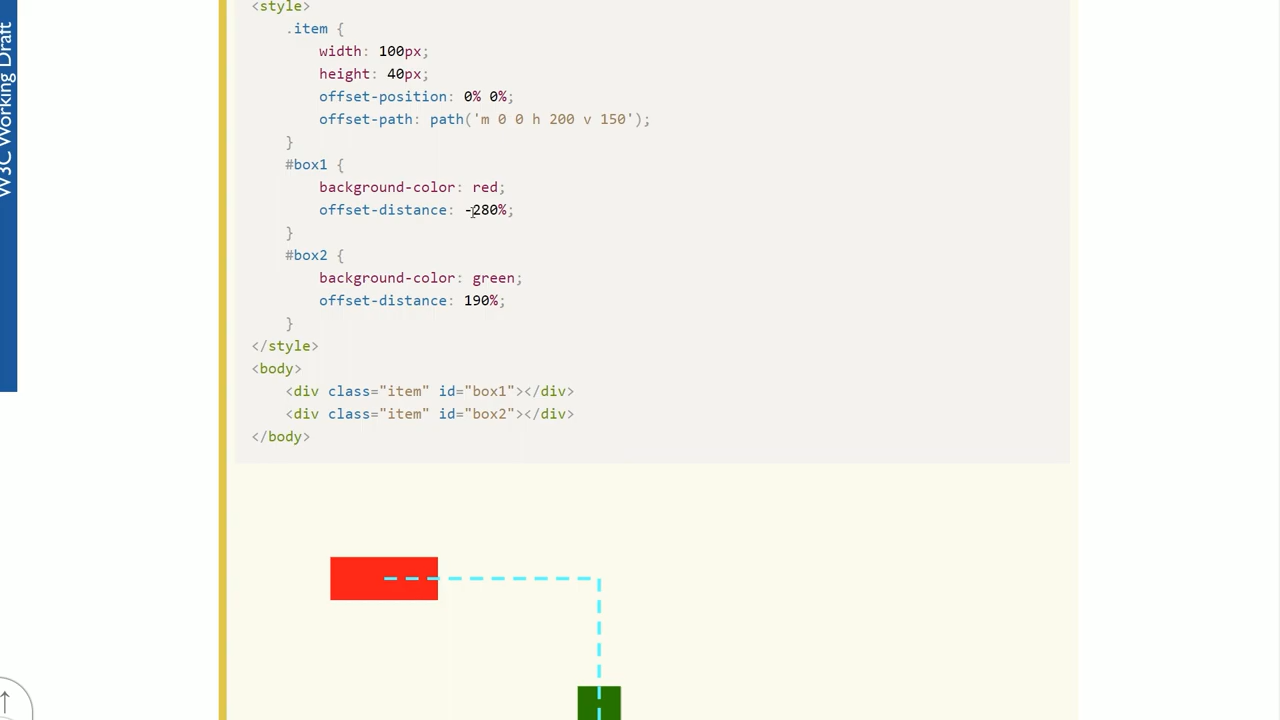 W3C Working Draft
<style>
.item {
width: 100px;
height: 40px;
offset-position: 0% 0%;
offset-path: path('m 0 0 h 200 v 150');
}
#box1 {
background-color: red;
offset-distance: -280%;
}
#box2 {
background-color: green;
offset-distance: 190%;
}
</style>
<body>
<div class="item" id="box1"></div>
<div class="item" id="box2"></div>
</body>
↑